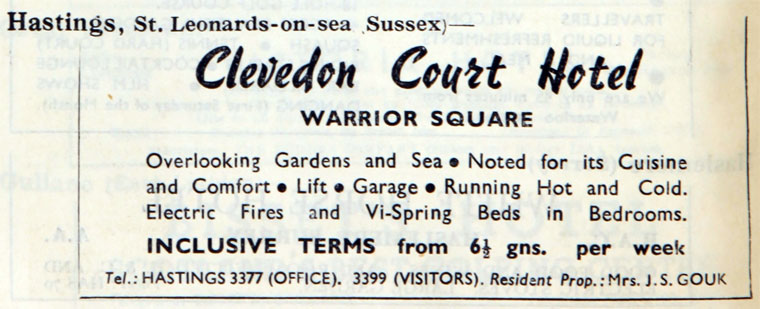 Hastings, St. Leonards-on-sea Sussex)—
Clevedon Court Hotel
WARRIOR SQUARE
Overlooking Gardens and Sea • Noted for its Cuisine
and Comfort • Lift • Garage • Running Hot and Cold.
Electric Fires and Vi-Spring Beds in Bedrooms.
INCLUSIVE TERMS from 6½ gns. per week
Tel.: HASTINGS 3377 (OFFICE). 3399 (VISITORS). Resident Prop.: Mrs. J. S. GOUK